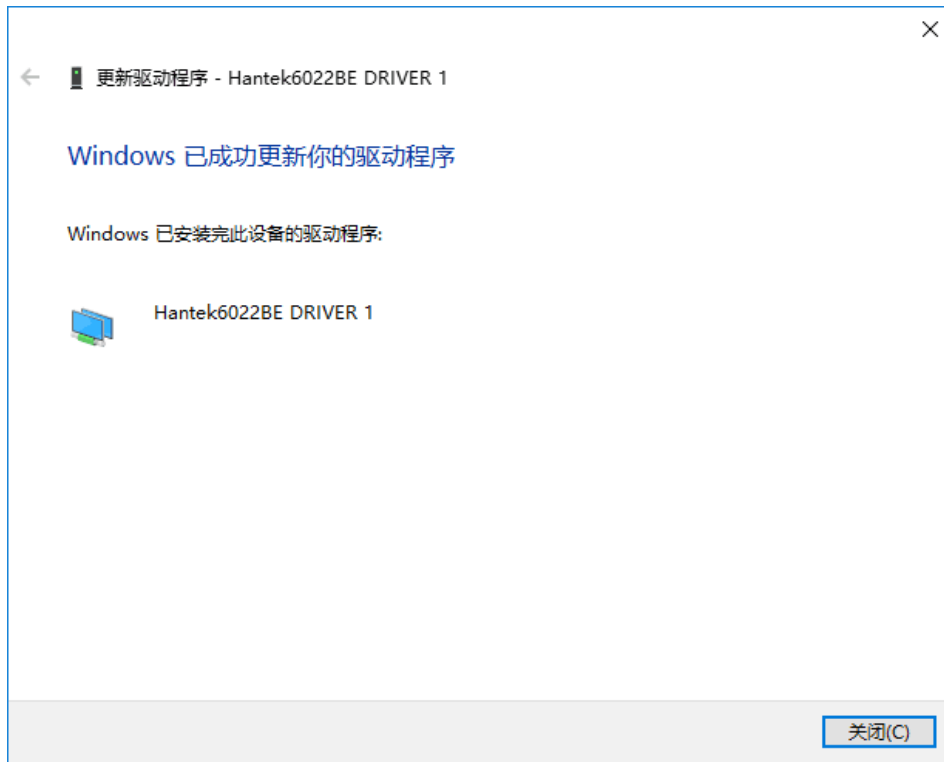 更新驱动程序 - Hantek6022BE DRIVER 1
Windows 已成功更新你的驱动程序
Windows 已安装完此设备的驱动程序:
Hantek6022BE DRIVER 1
关闭(C)